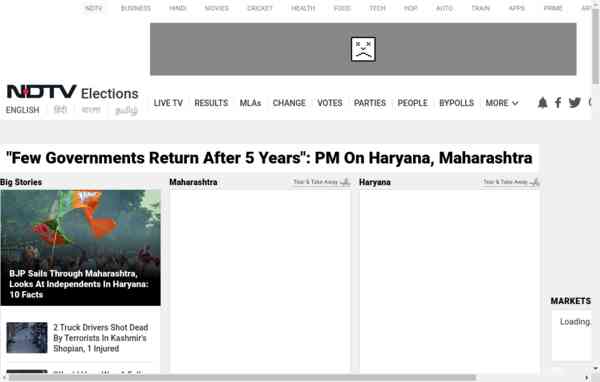 NDTV BUSINESS HINDI MOVIES CRICKET HEALTH FOOD TECH HOP AUTO TRAIN APPS PRIME
NDTV Elections
ENGLISH हिंदी বাংলা தமிழ்
LIVE TV RESULTS MLAs CHANGE VOTES PARTIES PEOPLE BYPOLLS MORE
"Few Governments Return After 5 Years": PM On Haryana, Maharashtra
Big Stories
BJP Sails Through Maharashtra,
Looks At Independents In Haryana:
10 Facts
2 Truck Drivers Shot Dead
By Terrorists In Kashmir's
Shopian, 1 Injured
Maharashtra
Tear & Take Away
Haryana
Tear & Take Away
MARKETS
Loading.